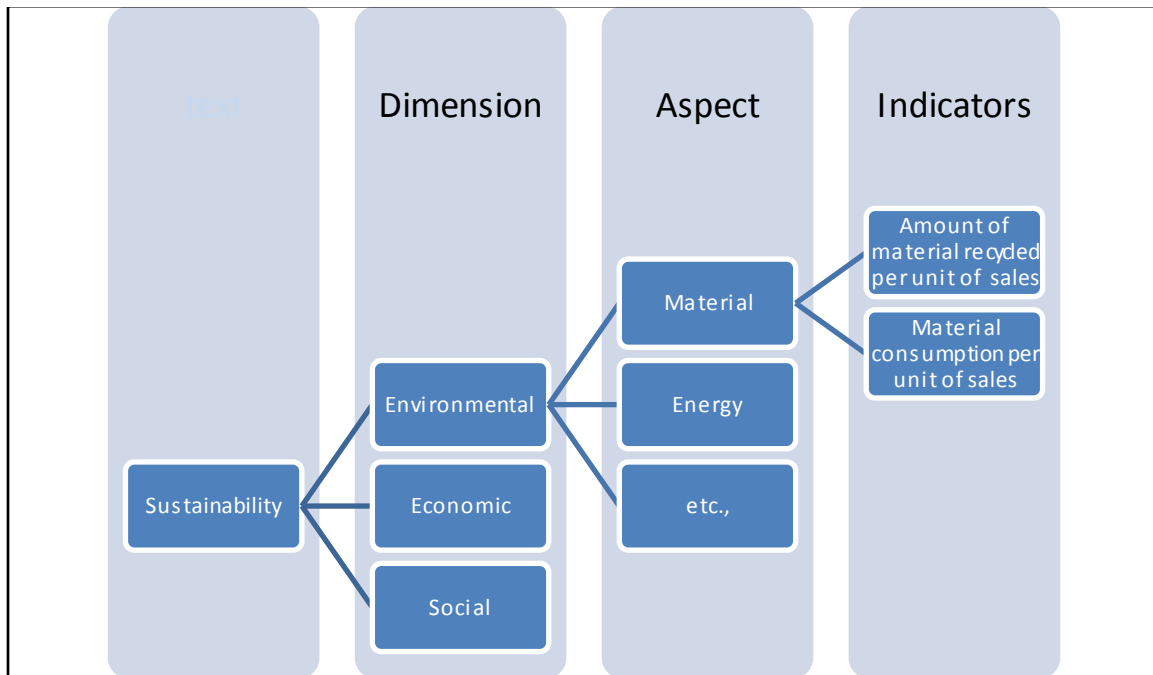 Dimension
Aspect
Indicators
Amount of
material recycled
per unit of sales
Material
Material
consumption per
unit of sales
Environmental
Energy
Sustainability
Economic
etc.,
Social